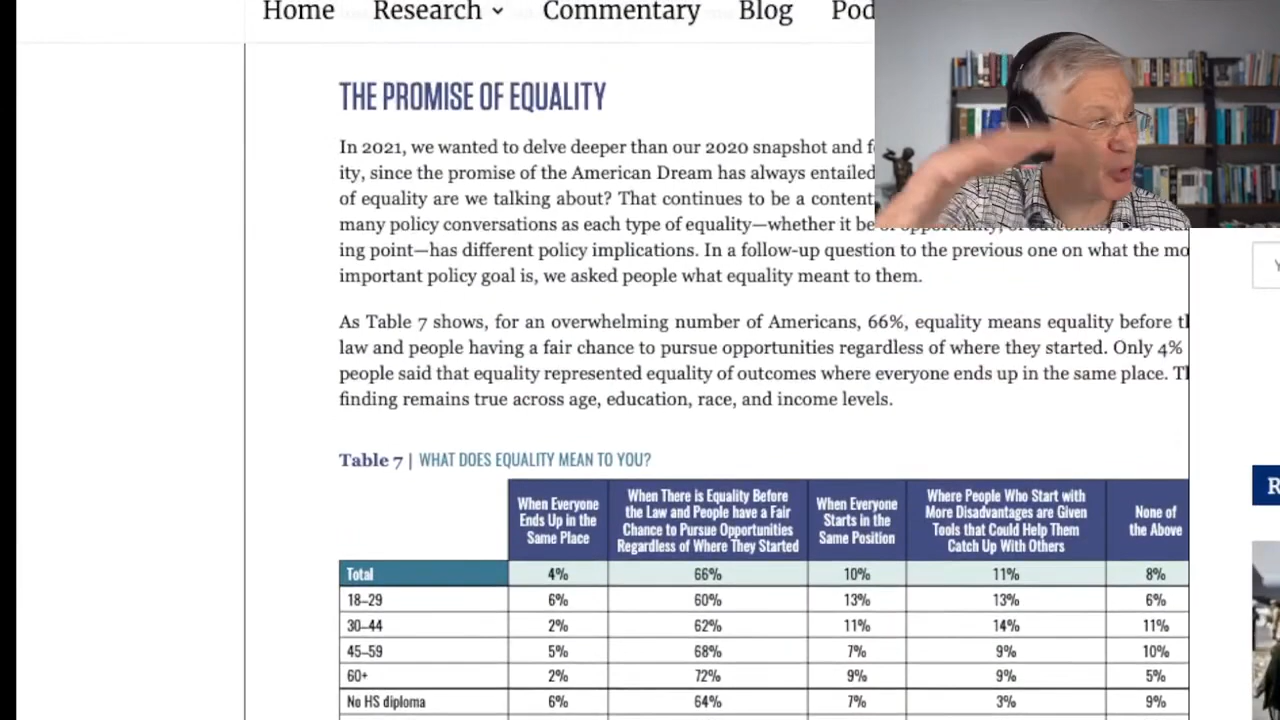 Home Research Commentary Blog Pod
THE PROMISE OF EQUALITY
In 2021, we wanted to delve deeper than our 2020 snapshot and f
ity, since the promise of the American Dream has always entailed
of equality are we talking about? That continues to be a content
many policy conversations as each type of equality—whether it be
ing point—has different policy implications. In a follow-up question to the previous one on what the mo
important policy goal is, we asked people what equality meant to them.
As Table 7 shows, for an overwhelming number of Americans, 66%, equality means equality before t
law and people having a fair chance to pursue opportunities regardless of where they started. Only 4%
people said that equality represented equality of outcomes where everyone ends up in the same place. T
finding remains true across age, education, race, and income levels.
Table 7 | WHAT DOES EQUALITY MEAN TO YOU?
When Everyone
Ends Up in the
Same Place
When There is Equality Before
the Law and People have a Fair
Chance to Pursue Opportunities
Regardless of Where They Started
When Everyone
Starts in the
Same Position
Where People Who Start with
More Disadvantages are Given
Tools that Could Help Them
Catch Up With Others
None of
the Above
Total 4% 66% 10% 11% 8%
18–29 6% 60% 13% 13% 6%
30–44 2% 62% 11% 14% 11%
45–59 5% 68% 7% 9% 10%
60+ 2% 72% 9% 9% 5%
No HS diploma 6% 64% 7% 3% 9%